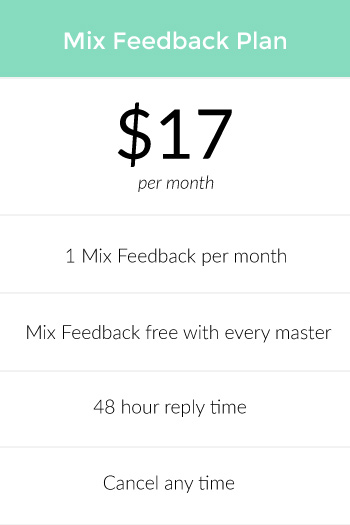 Mix Feedback Plan
$17
per month
1 Mix Feedback per month
Mix Feedback free with every master
48 hour reply time
Cancel any time